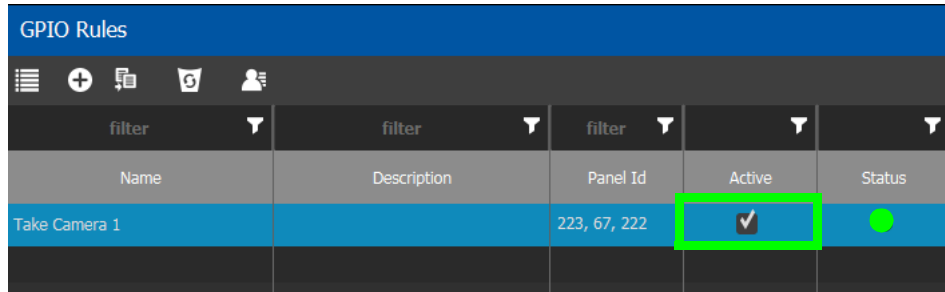 GPIO Rules
filter filter filter
Name Description Panel Id Active Status
Take Camera 1 223, 67, 222